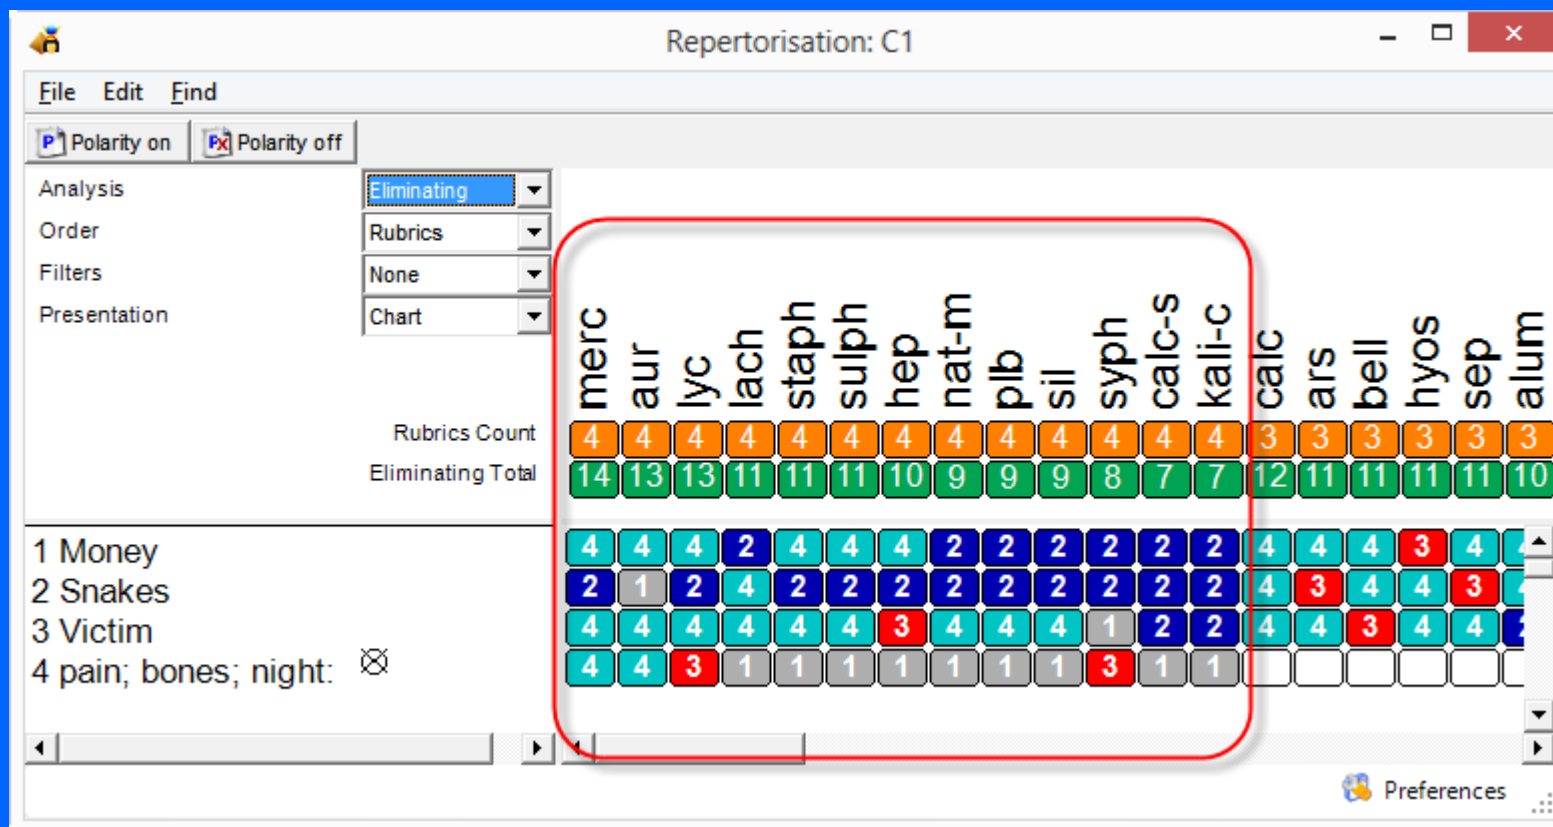 Repertorisation: C1
File Edit Find
Polarity on Polarity off
Analysis Eliminating
Order Rubrics
Filters None
Presentation Chart
merc aur lyc lach staph sulph hep nat-m plb sil syph calc-s kali-c calc ars bell hyos sep alum
Rubrics Count 4 4 4 4 4 4 4 4 4 4 4 4 4 3 3 3 3 3 3
Eliminating Total 14 13 13 11 11 11 10 9 9 9 8 7 7 12 11 11 11 11 10
1 Money 4 4 4 2 4 4 4 2 2 2 2 2 2 4 4 4 3 4 4
2 Snakes 2 1 2 4 2 2 2 2 2 2 2 2 2 4 3 4 4 3 4
3 Victim 4 4 4 4 4 4 3 4 4 4 1 2 2 4 4 3 4 4 2
4 pain; bones; night: 4 4 3 1 1 1 1 1 1 1 3 1 1
Preferences